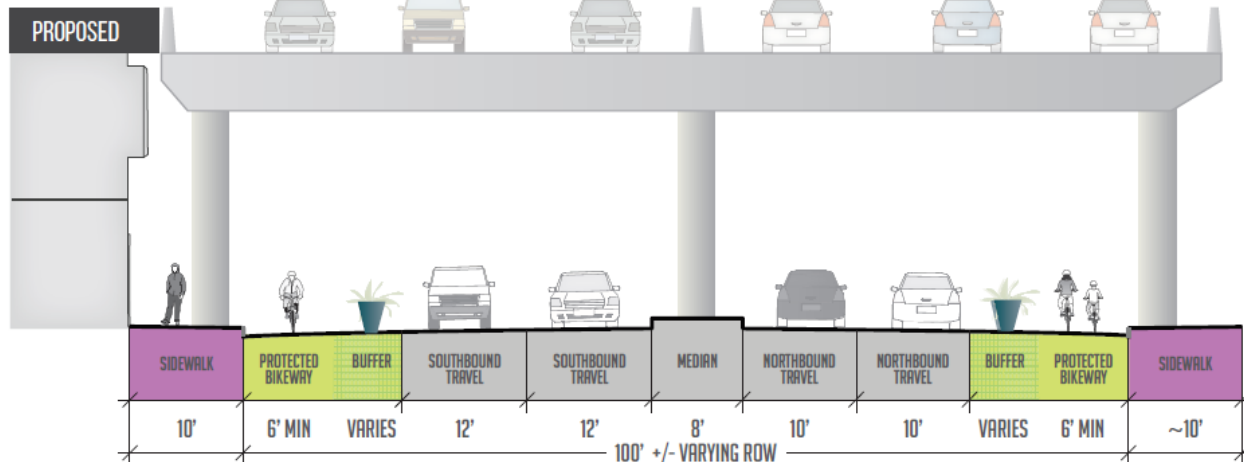 PROPOSED
SIDEWALK
PROTECTED
BIKEWAY
BUFFER
SOUTHBOUND
TRAVEL
SOUTHBOUND
TRAVEL
MEDIAN
NORTHBOUND
TRAVEL
NORTHBOUND
TRAVEL
BUFFER
PROTECTED
BIKEWAY
SIDEWALK
10' 6' MIN VARIES 12' 12' 8' 10' 10' VARIES 6' MIN ~10'
100' +/- VARYING ROW